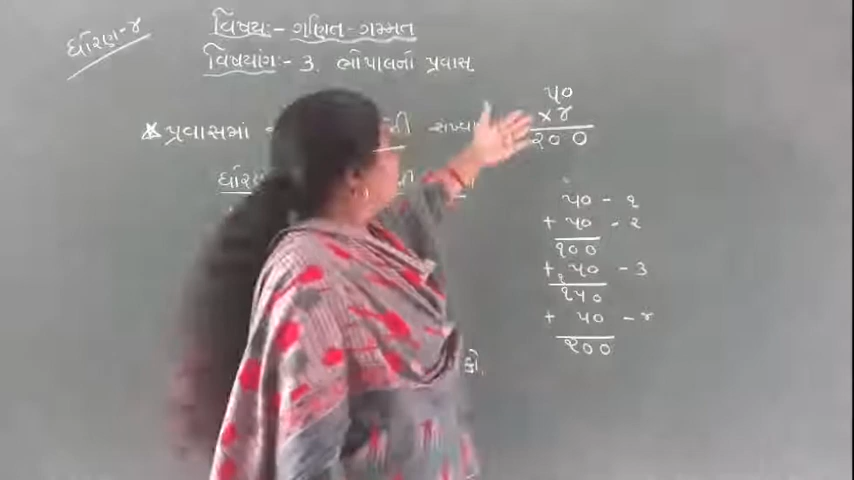 ધોરણ-૪
વિષય:- ગણિત-ગમ્મત
વિષયાંગ:- 3. ભોપાલનો પ્રવાસ
* પ્રવાસમાં
૫૦
×૪
૨૦૦
૫૦ - ૧
+ ૫૦ - ૨
૧૦૦
+ ૫૦ - ૩
૧૫૦
+ ૫૦ - ૪
૨૦૦